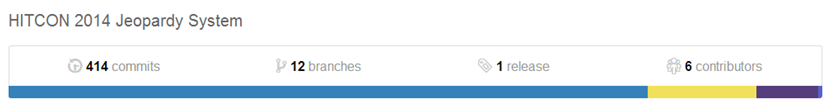 HITCON 2014 Jeopardy System
414 commits 12 branches 1 release 6 contributors